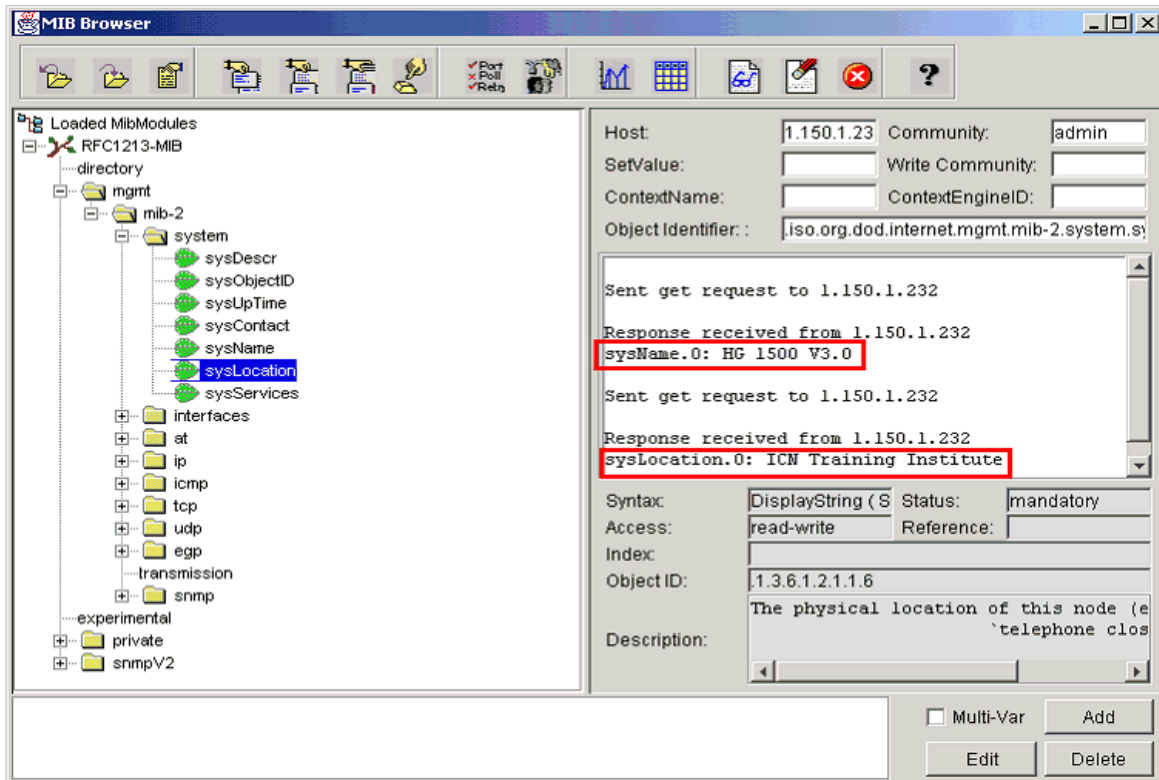 MIB Browser
Port
Poll
Retry
?
Loaded MibModules
RFC1213-MIB
directory
mgmt
mib-2
system
sysDescr
sysObjectID
sysUpTime
sysContact
sysName
sysLocation
sysServices
interfaces
at
ip
icmp
tcp
udp
egp
transmission
snmp
experimental
private
snmpV2
Host: 1.150.1.23 Community: admin
SetValue: Write Community:
ContextName: ContextEngineID:
Object Identifier: : .iso.org.dod.internet.mgmt.mib-2.system.sy
Sent get request to 1.150.1.232
Response received from 1.150.1.232
sysName.0: HG 1500 V3.0
Sent get request to 1.150.1.232
Response received from 1.150.1.232
sysLocation.0: ICN Training Institute
Syntax: DisplayString ( S Status: mandatory
Access: read-write Reference:
Index:
Object ID: .1.3.6.1.2.1.1.6
Description: The physical location of this node (e
`telephone clos
Multi-Var Add
Edit Delete